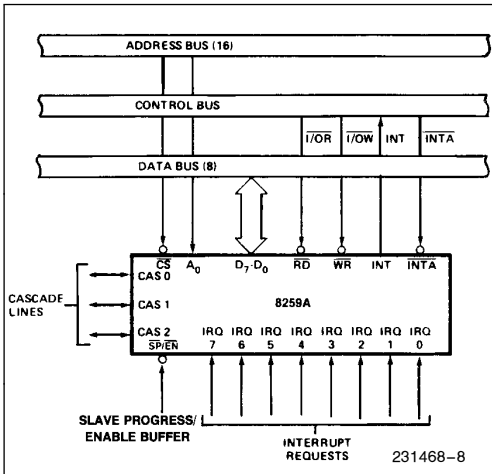 ADDRESS BUS (16)
CONTROL BUS
I/OR I/OW INT INTA
DATA BUS (8)
CS A0 D7-D0 RD WR INT INTA
CAS 0
CASCADE LINES
CAS 1
8259A
CAS 2
SP/EN
IRQ 7 IRQ 6 IRQ 5 IRQ 4 IRQ 3 IRQ 2 IRQ 1 IRQ 0
SLAVE PROGRESS/
ENABLE BUFFER
INTERRUPT
REQUESTS
231468-8